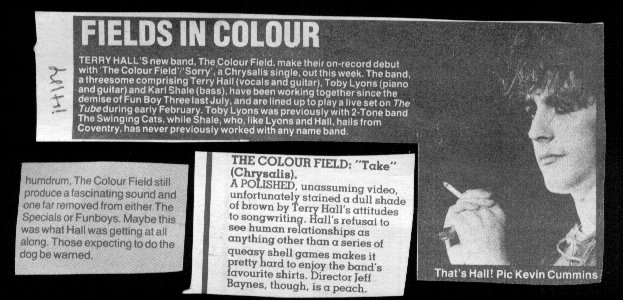 FIELDS IN COLOUR
TERRY HALL'S new band, The Colour Field, make their on-record debut
with 'The Colour Field'/'Sorry', a Chrysalis single, out this week. The band,
a threesome comprising Terry Hall (vocals and guitar), Toby Lyons (piano
and guitar) and Karl Shale (bass), have been working together since the
demise of Fun Boy Three last July, and are lined up to play a live set on The
Tube during early February. Toby Lyons was previously with 2-Tone band
The Swinging Cats, while Shale, who, like Lyons and Hall, hails from
Coventry, has never previously worked with any name band.
humdrum, The Colour Field still
produce a fascinating sound and
one far removed from either The
Specials or Funboys. Maybe this
was what Hall was getting at all
along. Those expecting to do the
dog be warned.
THE COLOUR FIELD: "Take"
(Chrysalis).
A POLISHED, unassuming video,
unfortunately stained a dull shade
of brown by Terry Hall's attitudes
to songwriting. Hall's refusal to
see human relationships as
anything other than a series of
queasy shell games makes it
pretty hard to enjoy the band's
favourite shirts. Director Jeff
Baynes, though, is a peach.
That's Hall! Pic Kevin Cummins